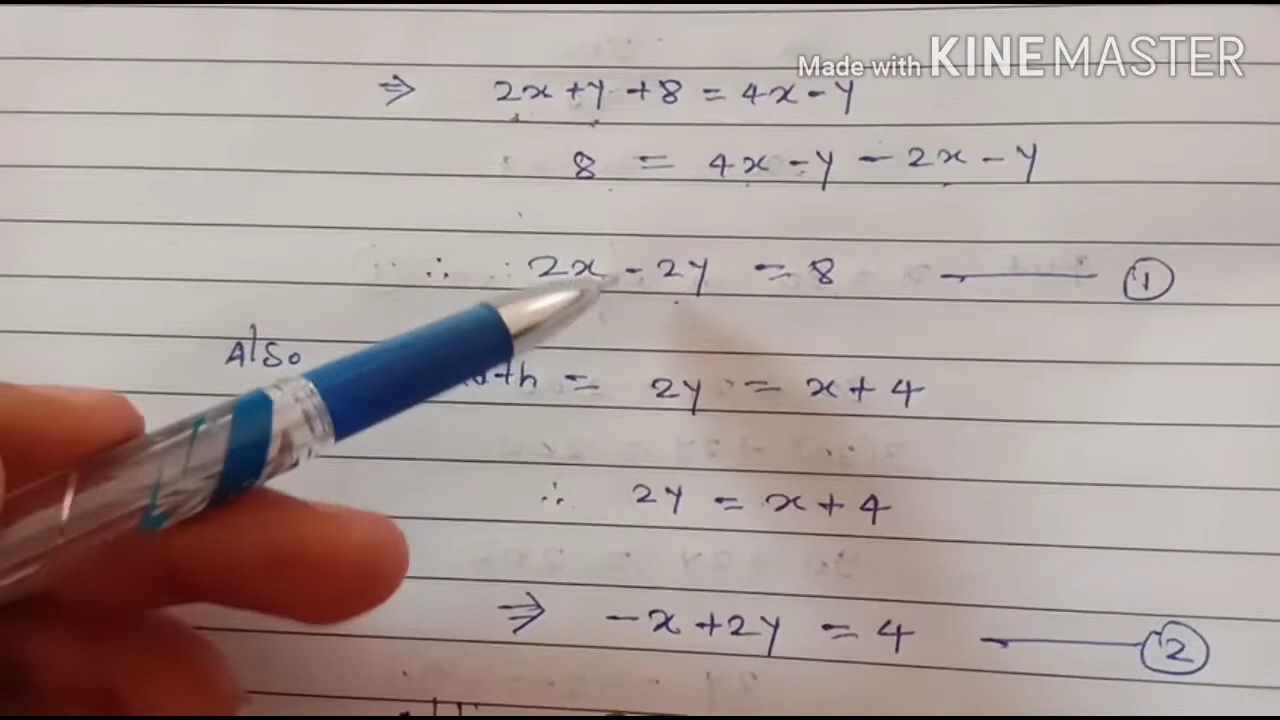 Made with KINEMASTER
⇒ 2x + y + 8 = 4x - y
8 = 4x - y - 2x - y
∴ 2x - 2y = 8 ——— ①
Also
= 2y = x + 4
∴ 2y = x + 4
⇒ -x + 2y = 4 ——— ②